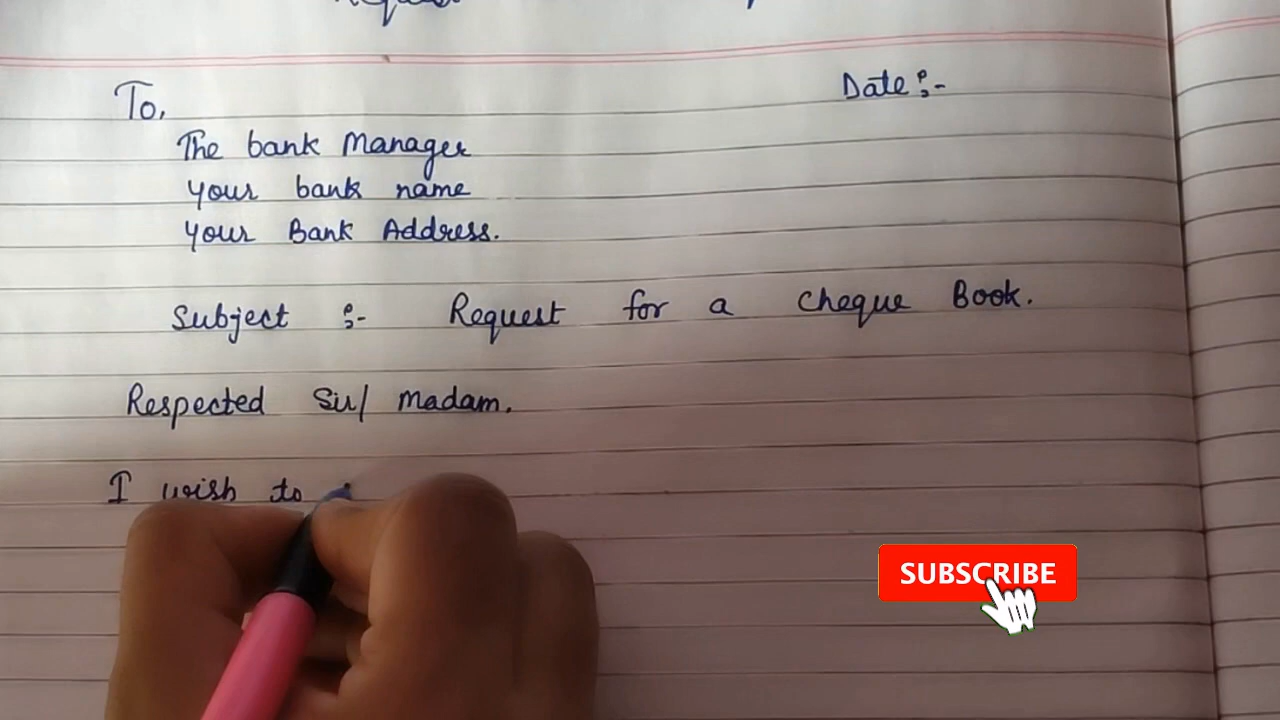 Request
To,
Date :-
The bank Manager
Your bank name
Your Bank Address.
Subject :- Request for a Cheque Book.
Respected Sir/ Madam.
I wish to
SUBSCRIBE